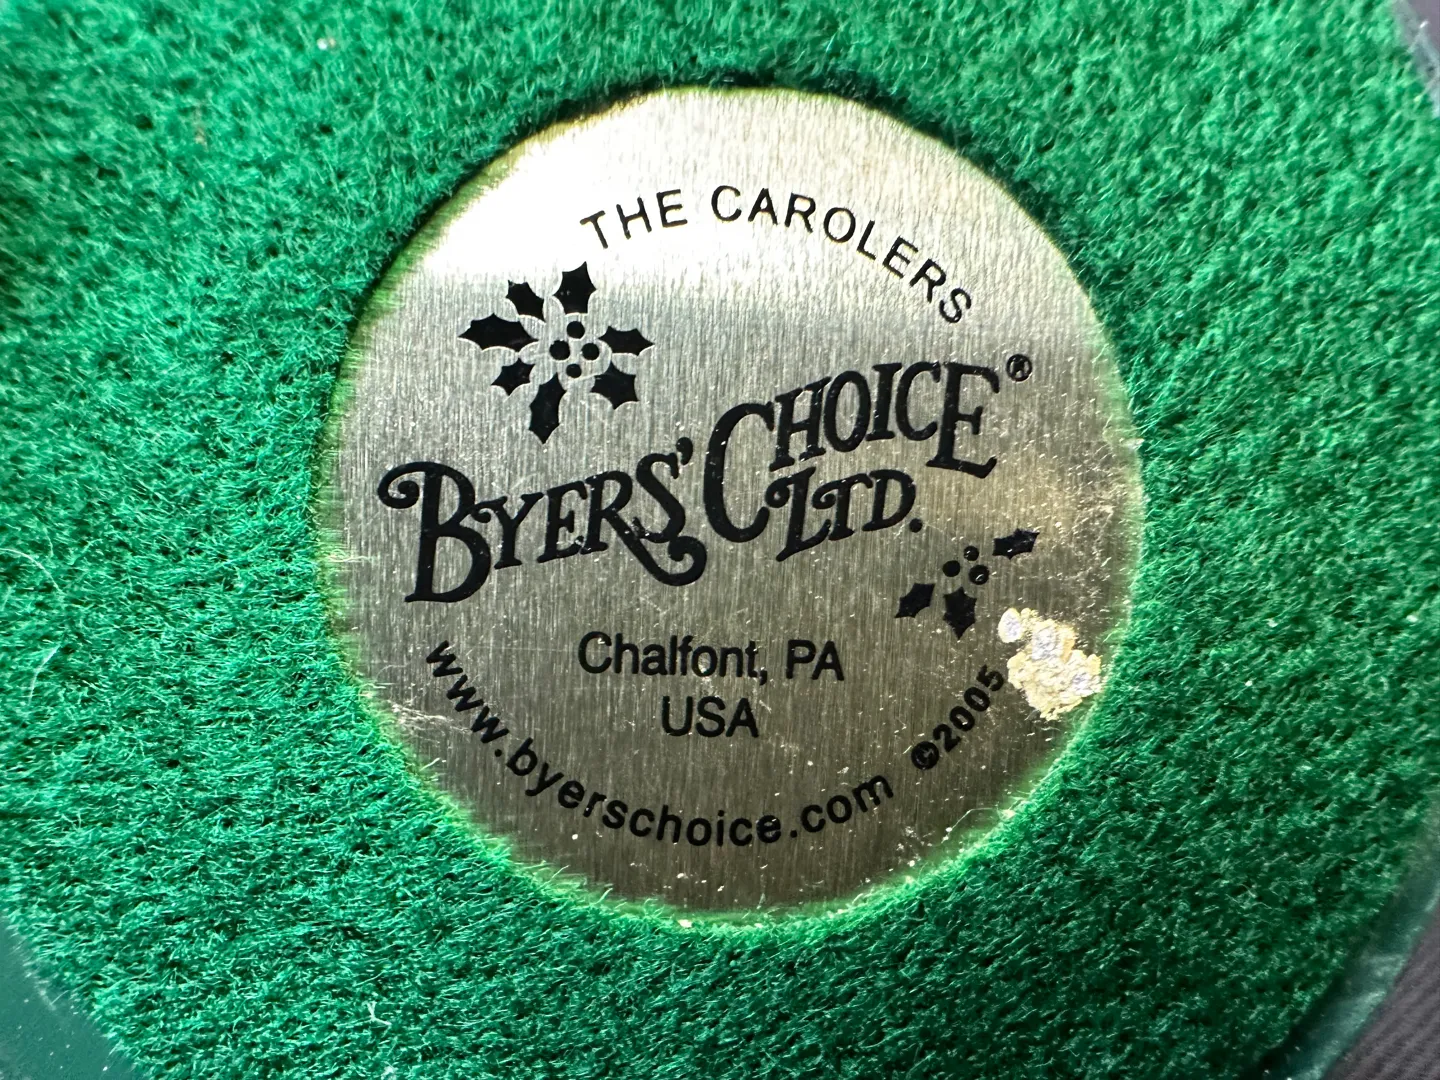 THE CAROLERS
®
BYERS' CHOICE
LTD.
Chalfont, PA
USA
www.byerschoice.com ©2005